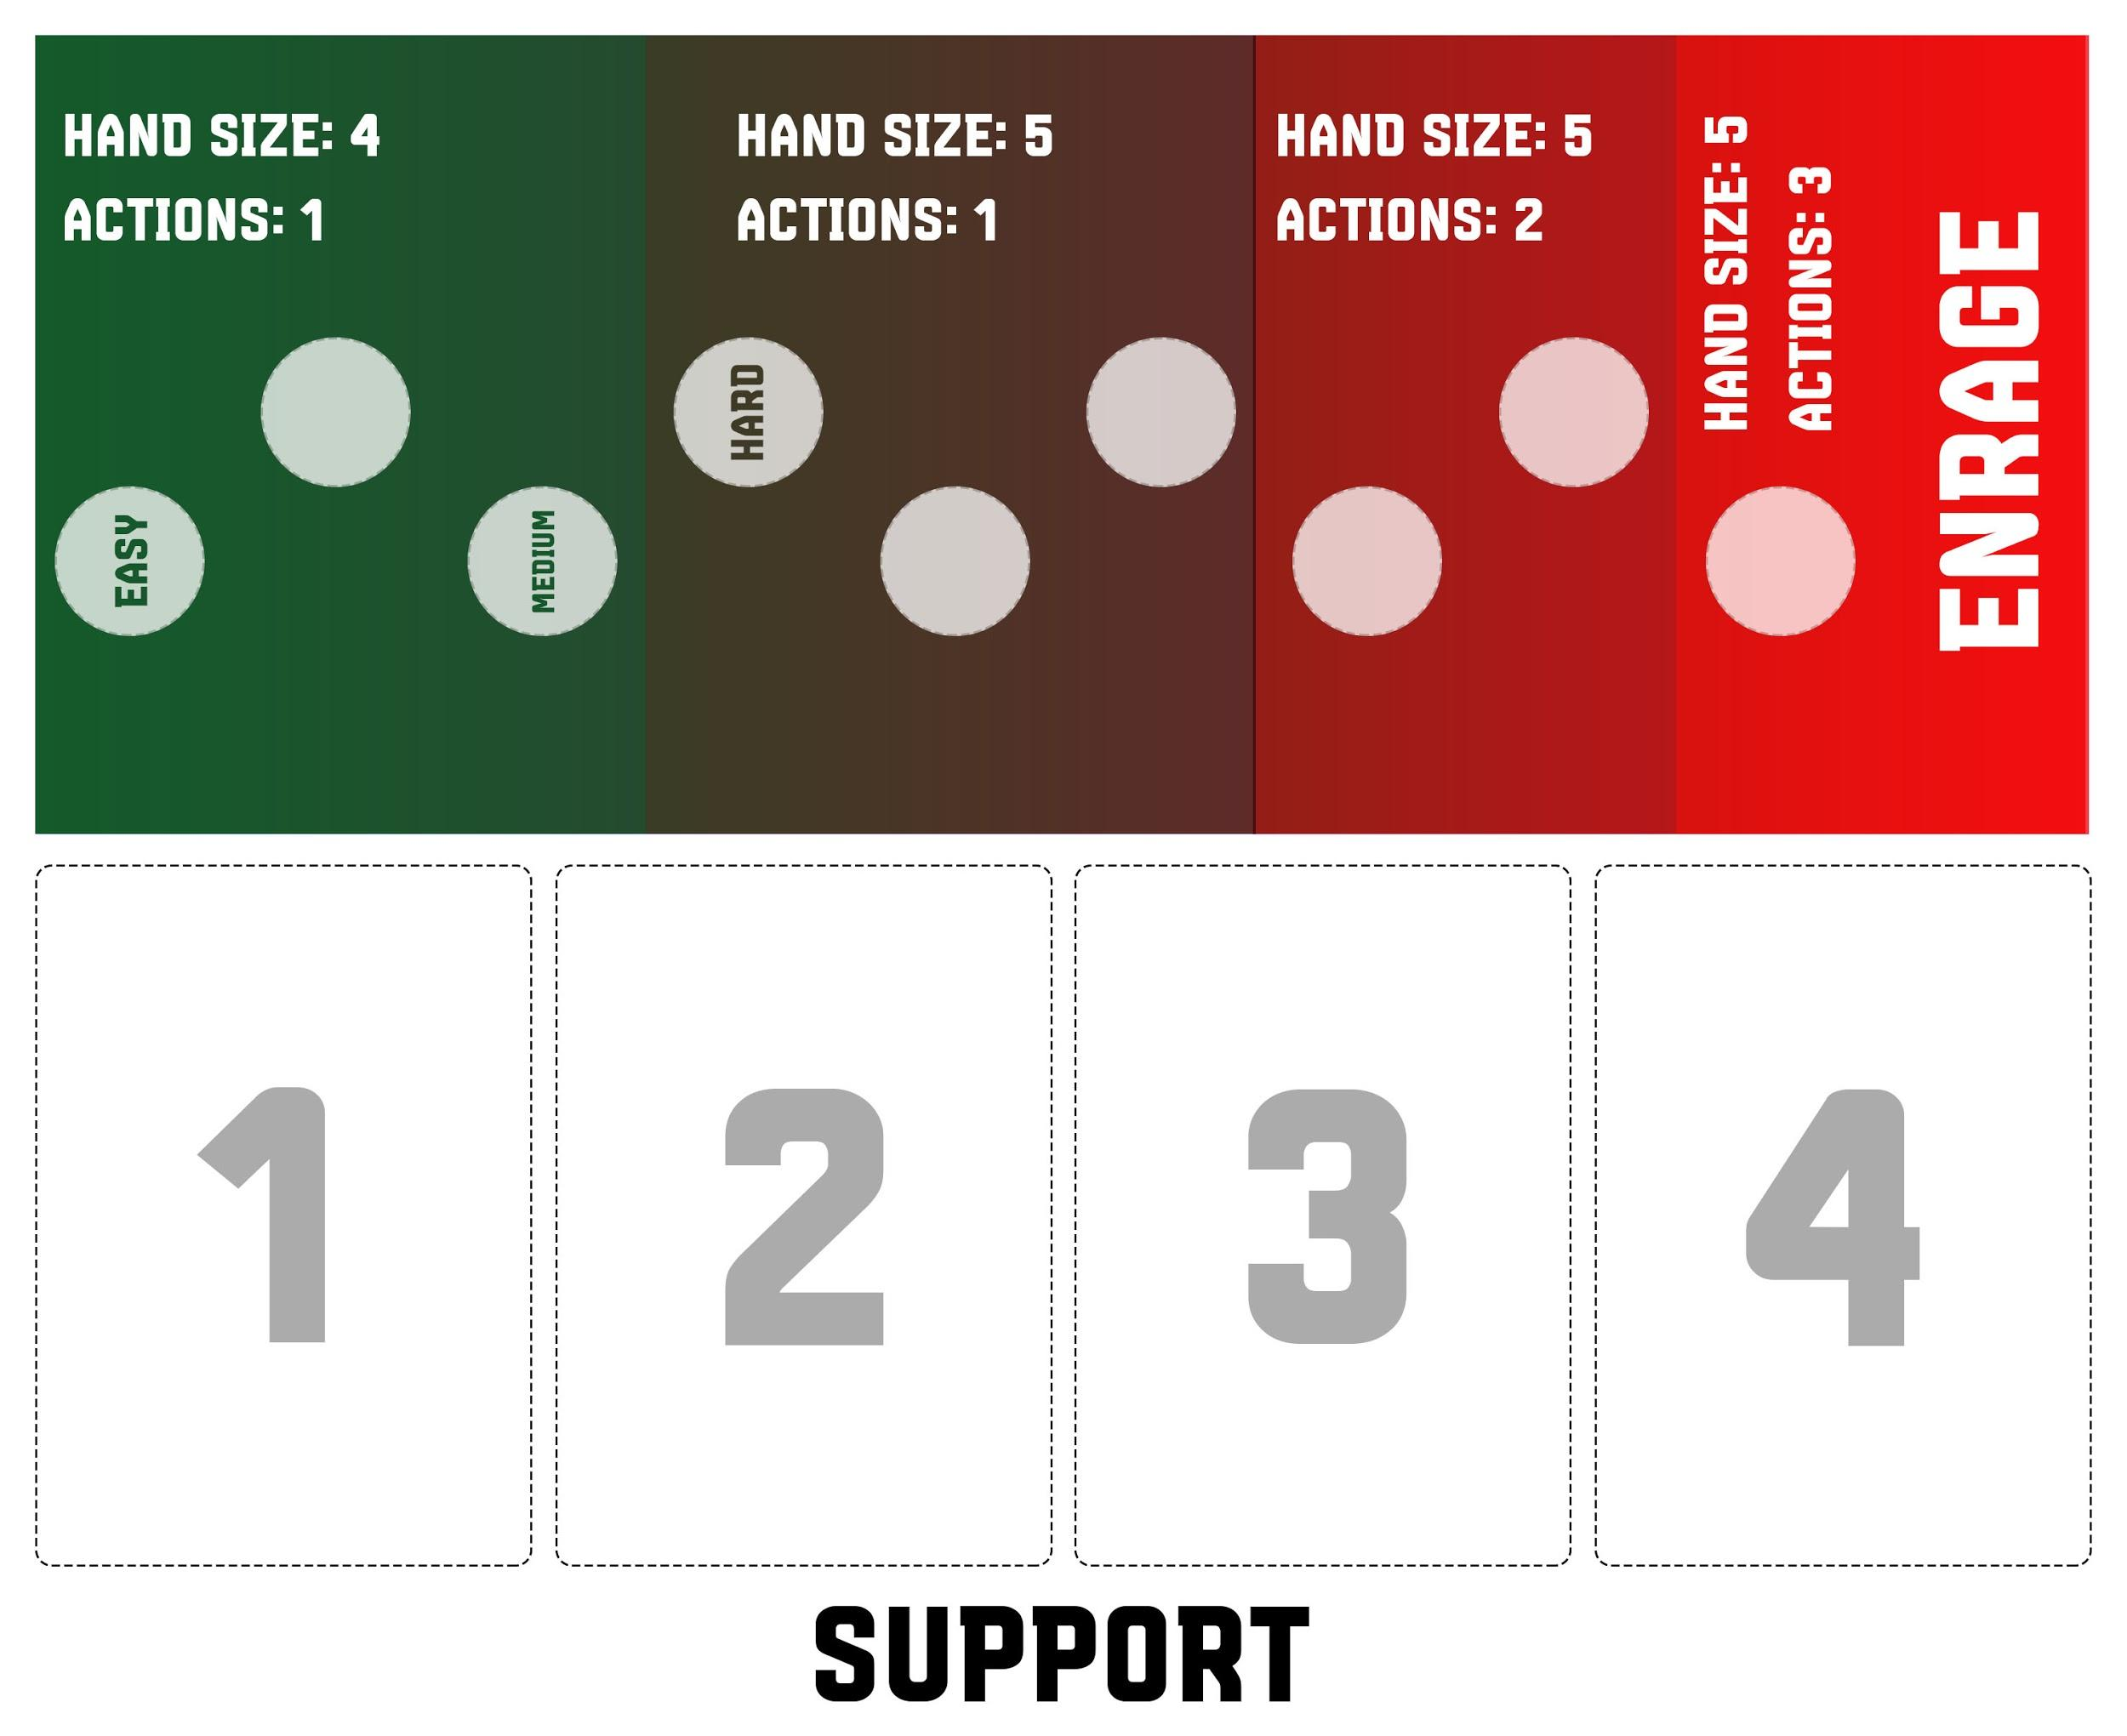 HAND SIZE: 4
ACTIONS: 1
EASY
MEDIUM
HAND SIZE: 5
ACTIONS: 1
HARD
HAND SIZE: 5
ACTIONS: 2
HAND SIZE: 5
ACTIONS: 3
ENRAGE
1
2
3
4
SUPPORT